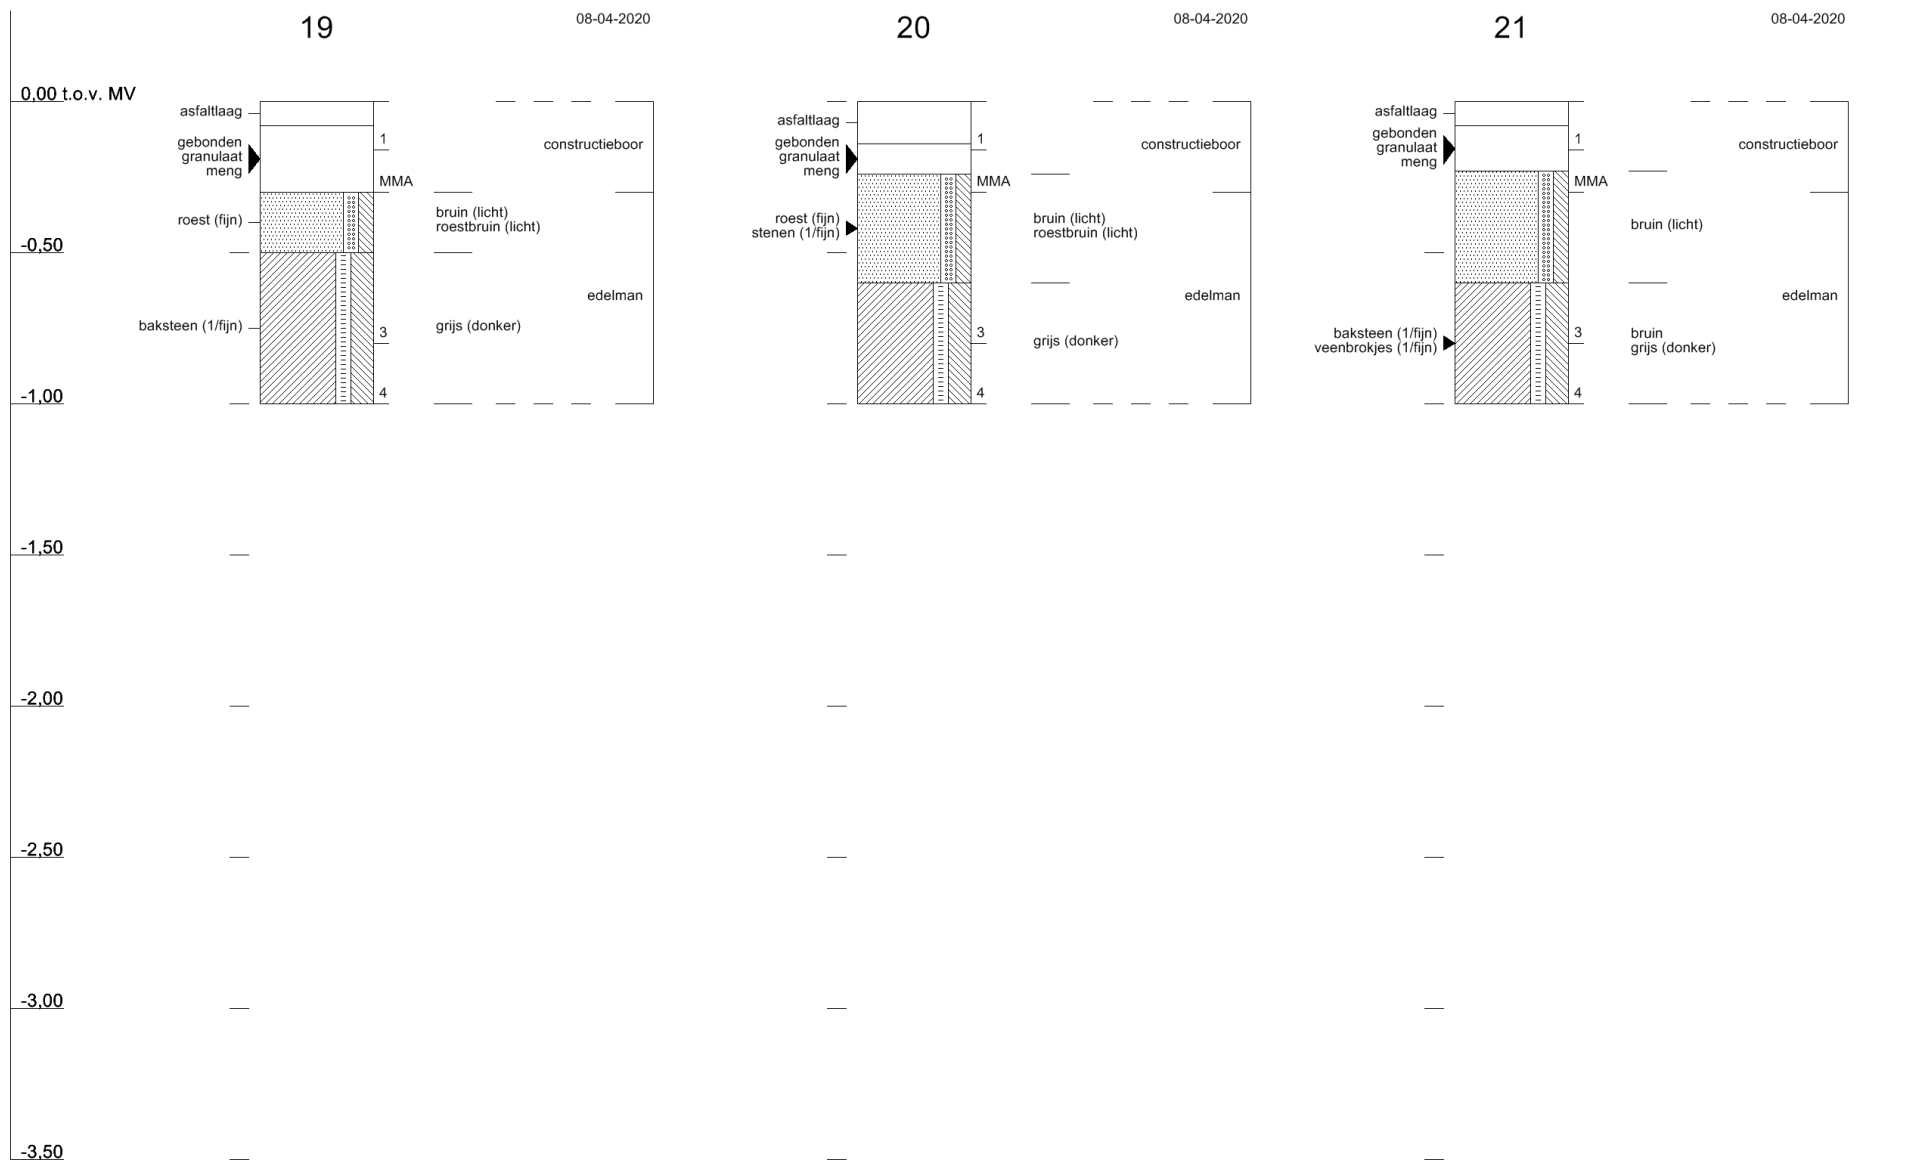 19
08-04-2020
20
08-04-2020
21
08-04-2020
0,00 t.o.v. MV
-0,50
-1,00
-1,50
-2,00
-2,50
-3,00
-3,50
asfaltlaag
gebonden
granulaat
meng
roest (fijn)
baksteen (1/fijn)
1
MMA
3
4
bruin (licht)
roestbruin (licht)
grijs (donker)
constructieboor
edelman
asfaltlaag
gebonden
granulaat
meng
roest (fijn)
stenen (1/fijn)
1
MMA
3
4
bruin (licht)
roestbruin (licht)
grijs (donker)
constructieboor
edelman
asfaltlaag
gebonden
granulaat
meng
baksteen (1/fijn)
veenbrokjes (1/fijn)
1
MMA
3
4
bruin (licht)
bruin
grijs (donker)
constructieboor
edelman